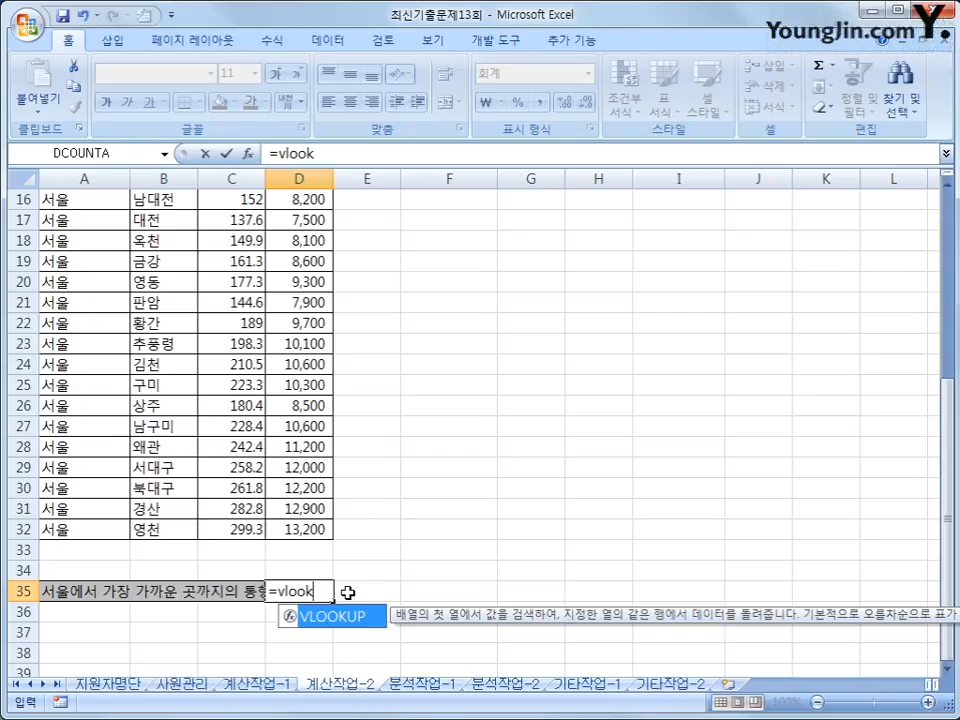 최신기출문제13회 - Microsoft Excel
YoungJin.com Y.
홈 삽입 페이지 레이아웃 수식 데이터 검토 보기 개발 도구 추가 기능
붙여넣기
11
가 가 가
회계
% ,
조건부 서식
표 서식
셀 스타일
삽입
삭제
서식
Σ
정렬 및 필터
찾기 및 선택
클립보드 글꼴 맞춤 표시 형식 스타일 셀 편집
DCOUNTA fx =vlook
A B C D E F G H I J K L
16 서울 남대전 152 8,200
17 서울 대전 137.6 7,500
18 서울 옥천 149.9 8,100
19 서울 금강 161.3 8,600
20 서울 영동 177.3 9,300
21 서울 판암 144.6 7,900
22 서울 황간 189 9,700
23 서울 추풍령 198.3 10,100
24 서울 김천 210.5 10,600
25 서울 구미 223.3 10,300
26 서울 상주 180.4 8,500
27 서울 남구미 228.4 10,600
28 서울 왜관 242.4 11,200
29 서울 서대구 258.2 12,000
30 서울 북대구 261.8 12,200
31 서울 경산 282.8 12,900
32 서울 영천 299.3 13,200
33
34
35 서울에서 가장 가까운 곳까지의 통행 =vlook
36 VLOOKUP 배열의 첫 열에서 값을 검색하여, 지정한 열의 같은 행에서 데이터를 돌려줍니다. 기본적으로 오름차순으로 표가
37
38
39
지원자명단 사원관리 계산작업-1 계산작업-2 분석작업-1 분석작업-2 기타작업-1 기타작업-2
입력 100%